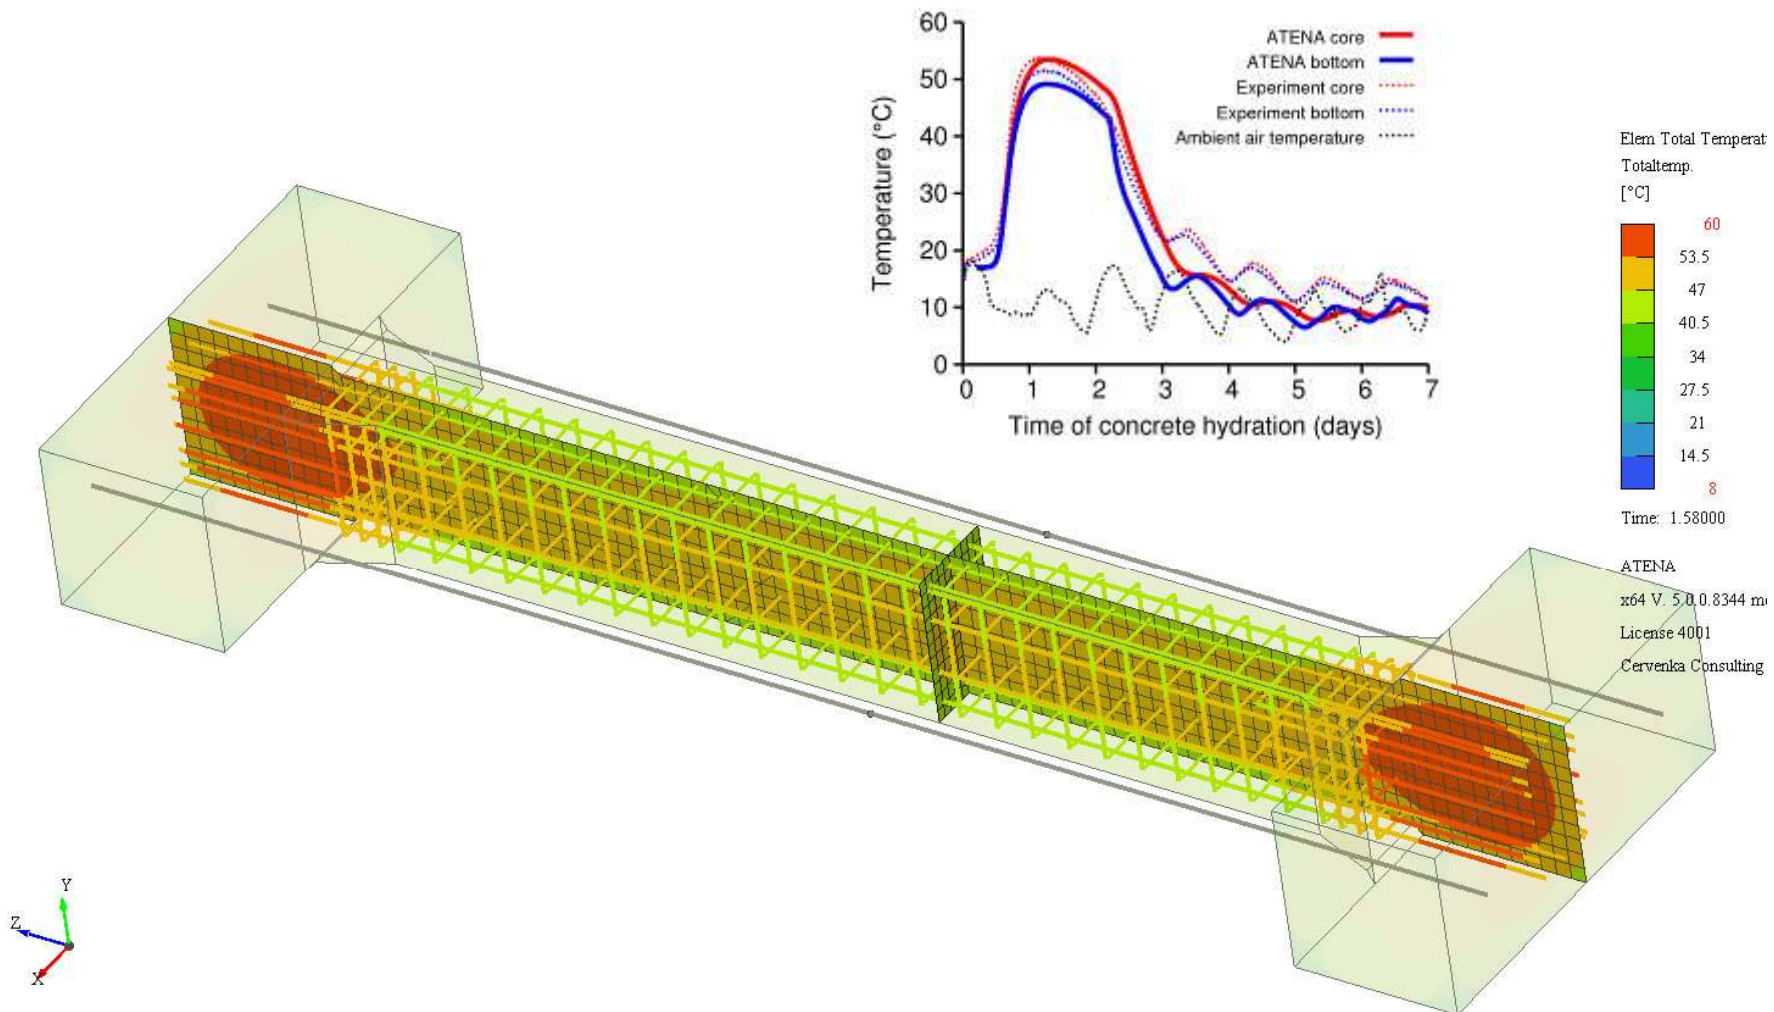 60
50
40
30
20
10
0
Temperature (°C)
ATENA core
ATENA bottom
Experiment core
Experiment bottom
Ambient air temperature
0 1 2 3 4 5 6 7
Time of concrete hydration (days)
Elem Total Temperat
Totaltemp.
[°C]
60
53.5
47
40.5
34
27.5
21
14.5
8
Time: 1.58000
ATENA
x64 V. 5.0.0.8344 m
License 4001
Cervenka Consulting
Y
Z
X